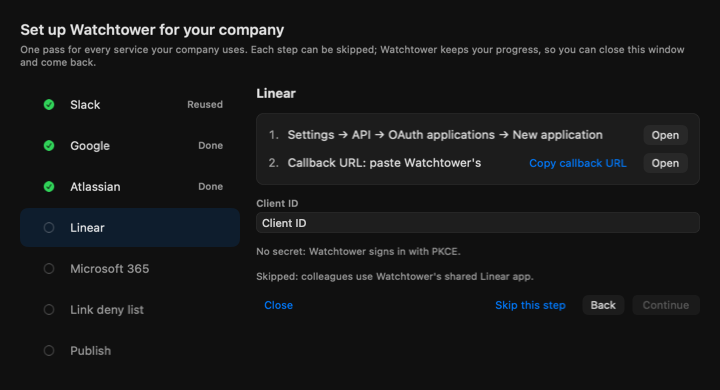 Set up Watchtower for your company
One pass for every service your company uses. Each step can be skipped; Watchtower keeps your progress, so you can close this window
and come back.
Slack Reused
Google Done
Atlassian Done
Linear
Microsoft 365
Link deny list
Publish
Linear
1. Settings → API → OAuth applications → New application Open
2. Callback URL: paste Watchtower's Copy callback URL Open
Client ID
Client ID
No secret: Watchtower signs in with PKCE.
Skipped: colleagues use Watchtower's shared Linear app.
Close Skip this step Back Continue